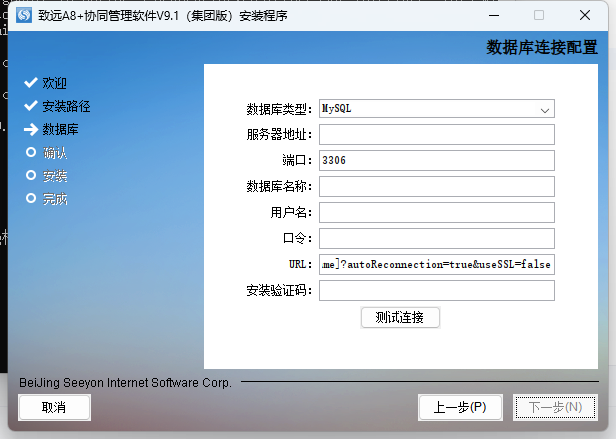 致远A8+协同管理软件V9.1（集团版）安装程序
数据库连接配置
欢迎
安装路径
数据库
确认
安装
完成
数据库类型: MySQL
服务器地址:
端口: 3306
数据库名称:
用户名:
口令:
URL: .me]?autoReconnection=true&useSSL=false
安装验证码:
测试连接
BeiJing Seeyon Internet Software Corp.
取消 上一步(P) 下一步(N)